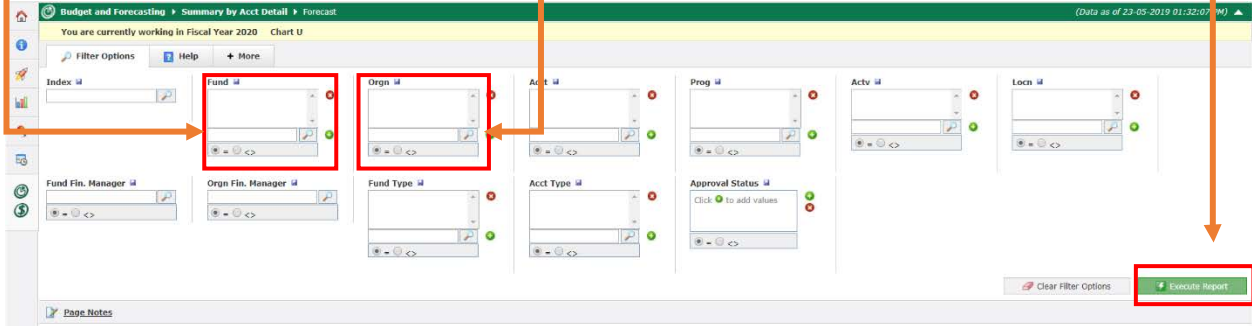 Budget and Forecasting ▸ Summary by Acct Detail ▸ Forecast (Data as of 23-05-2019 01:32:07 PM)
You are currently working in Fiscal Year 2020 Chart U
Filter Options Help + More
Index Fund Orgn Acct Prog Actv Locn
= <> = <> = <> = <> = <> = <>
Fund Fin. Manager Orgn Fin. Manager Fund Type Acct Type Approval Status
Click to add values
= <> = <> = <> = <> = <>
Clear Filter Options Execute Report
Page Notes